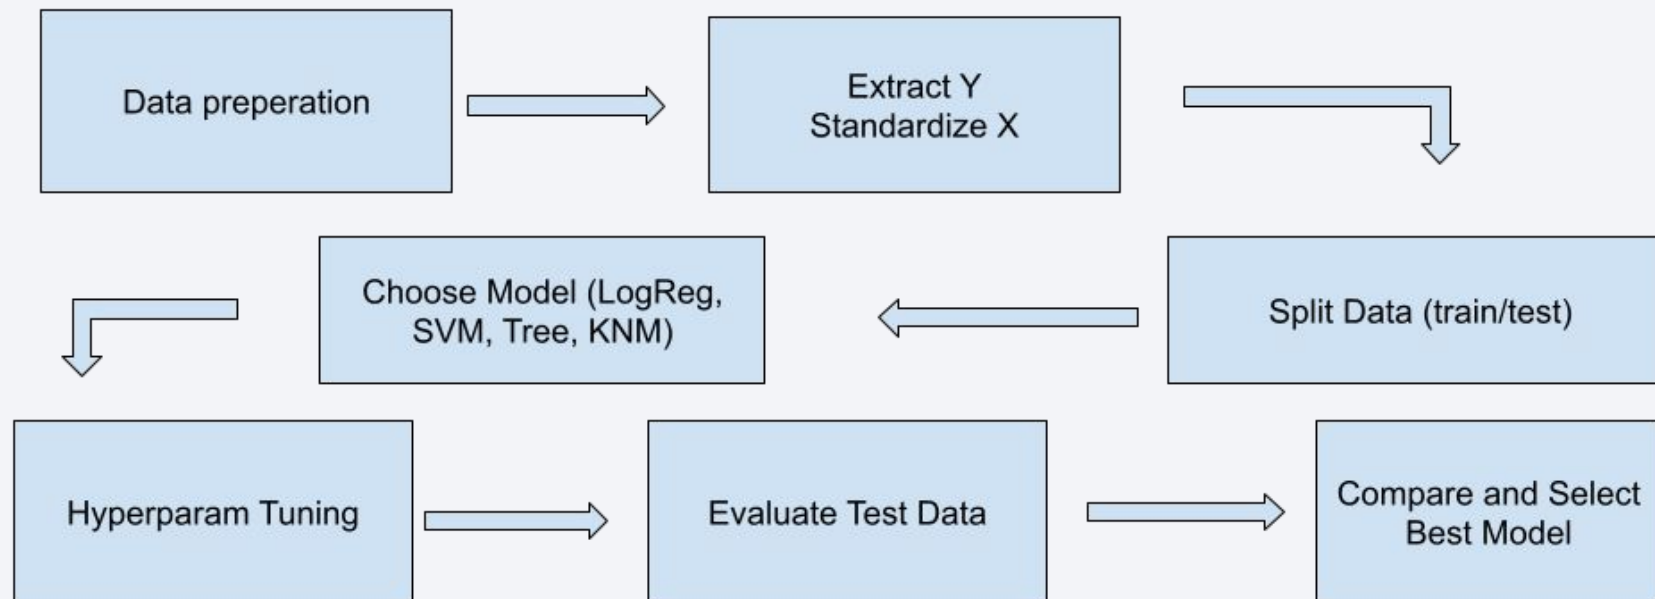 Data preperation
Extract Y
Standardize X
Split Data (train/test)
Choose Model (LogReg,
SVM, Tree, KNM)
Hyperparam Tuning
Evaluate Test Data
Compare and Select
Best Model